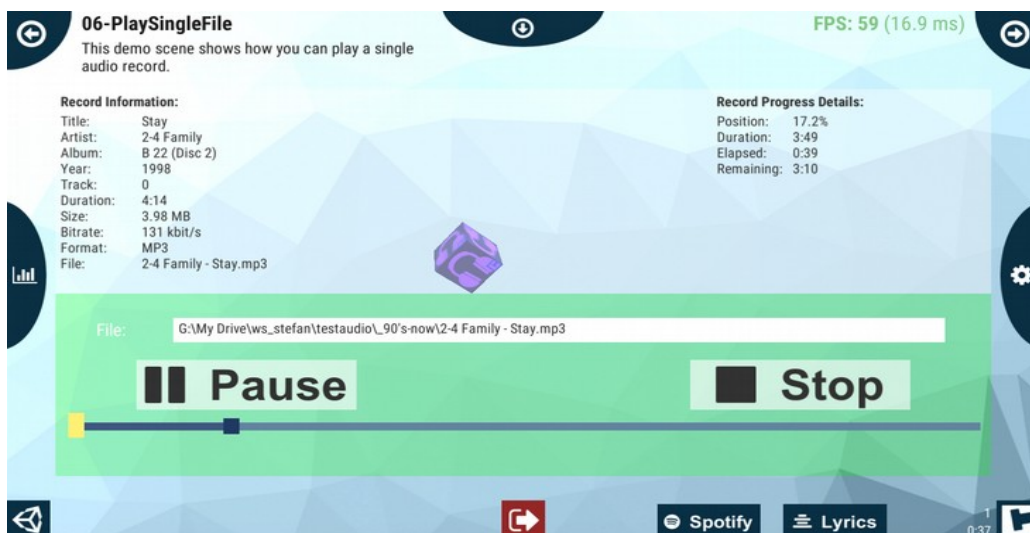 06-PlaySingleFile
FPS: 59 (16.9 ms)
This demo scene shows how you can play a single
audio record.
Record Information:
Title: Stay
Artist: 2-4 Family
Album: B 22 (Disc 2)
Year: 1998
Track: 0
Duration: 4:14
Size: 3.98 MB
Bitrate: 131 kbit/s
Format: MP3
File: 2-4 Family - Stay.mp3
Record Progress Details:
Position: 17.2%
Duration: 3:49
Elapsed: 0:39
Remaining: 3:10
File: G:\My Drive\ws_stefan\testaudio\_90's-now\2-4 Family - Stay.mp3
Pause
Stop
Spotify
Lyrics
1
0:37